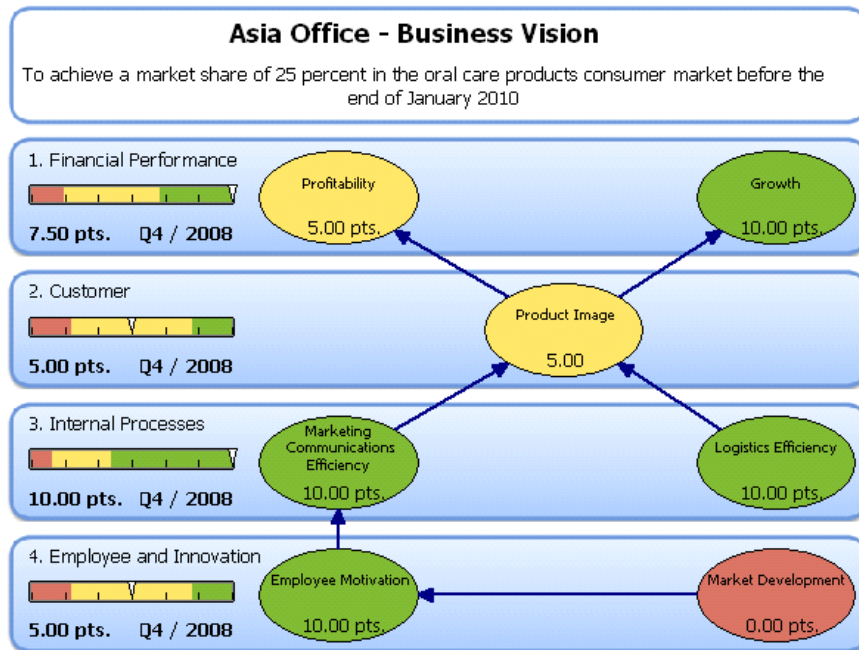 Asia Office - Business Vision
To achieve a market share of 25 percent in the oral care products consumer market before the
end of January 2010
1. Financial Performance
7.50 pts. Q4 / 2008
Profitability
5.00 pts.
Growth
10.00 pts.
2. Customer
5.00 pts. Q4 / 2008
Product Image
5.00
3. Internal Processes
10.00 pts. Q4 / 2008
Marketing
Communications
Efficiency
10.00 pts.
Logistics Efficiency
10.00 pts.
4. Employee and Innovation
5.00 pts. Q4 / 2008
Employee Motivation
10.00 pts.
Market Development
0.00 pts.